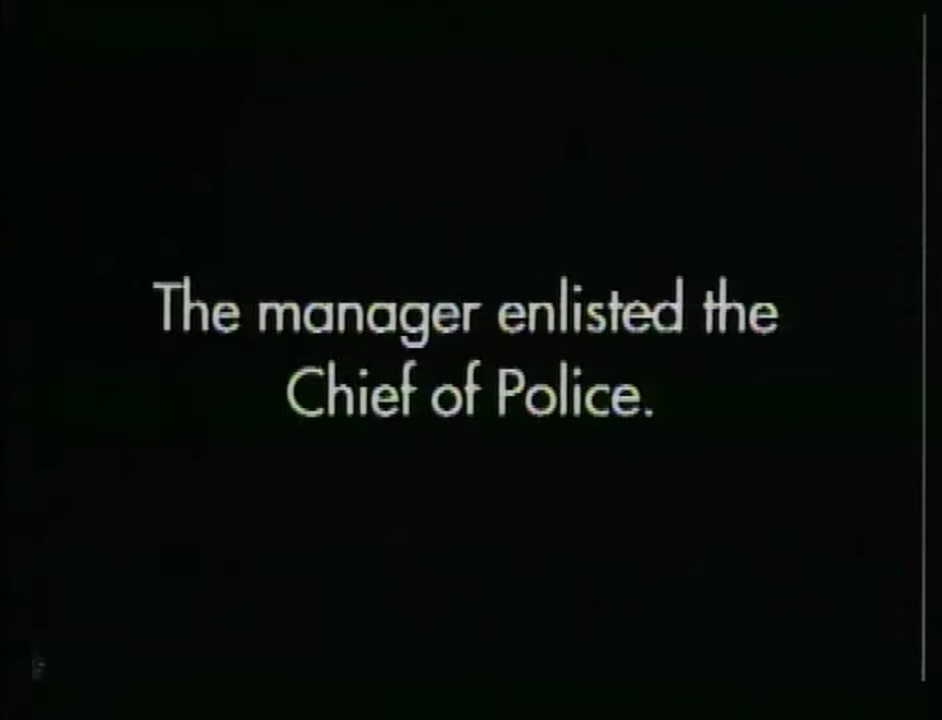 The manager enlisted the
Chief of Police.